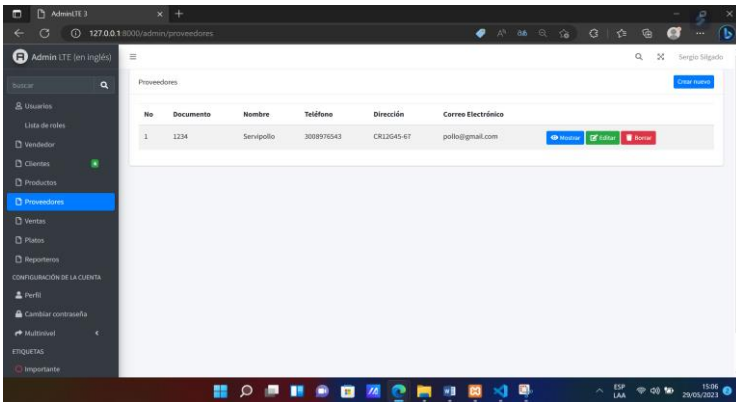 AdminLTE 3
127.0.0.1:8000/admin/proveedores
Admin LTE (en inglés)
Sergio Silgado
buscar
Proveedores
Crear nuevo
Usuarios
Lista de roles
Vendedor
Clientes
Productos
Proveedores
Ventas
Platos
Reporteros
CONFIGURACIÓN DE LA CUENTA
Perfil
Cambiar contraseña
Multinivel
ETIQUETAS
Importante
No Documento Nombre Teléfono Dirección Correo Electrónico
1 1234 Servipollo 3008976543 CR12G45-67 pollo@gmail.com Mostrar Editar Borrar
ESP
LAA
15:06
29/05/2023